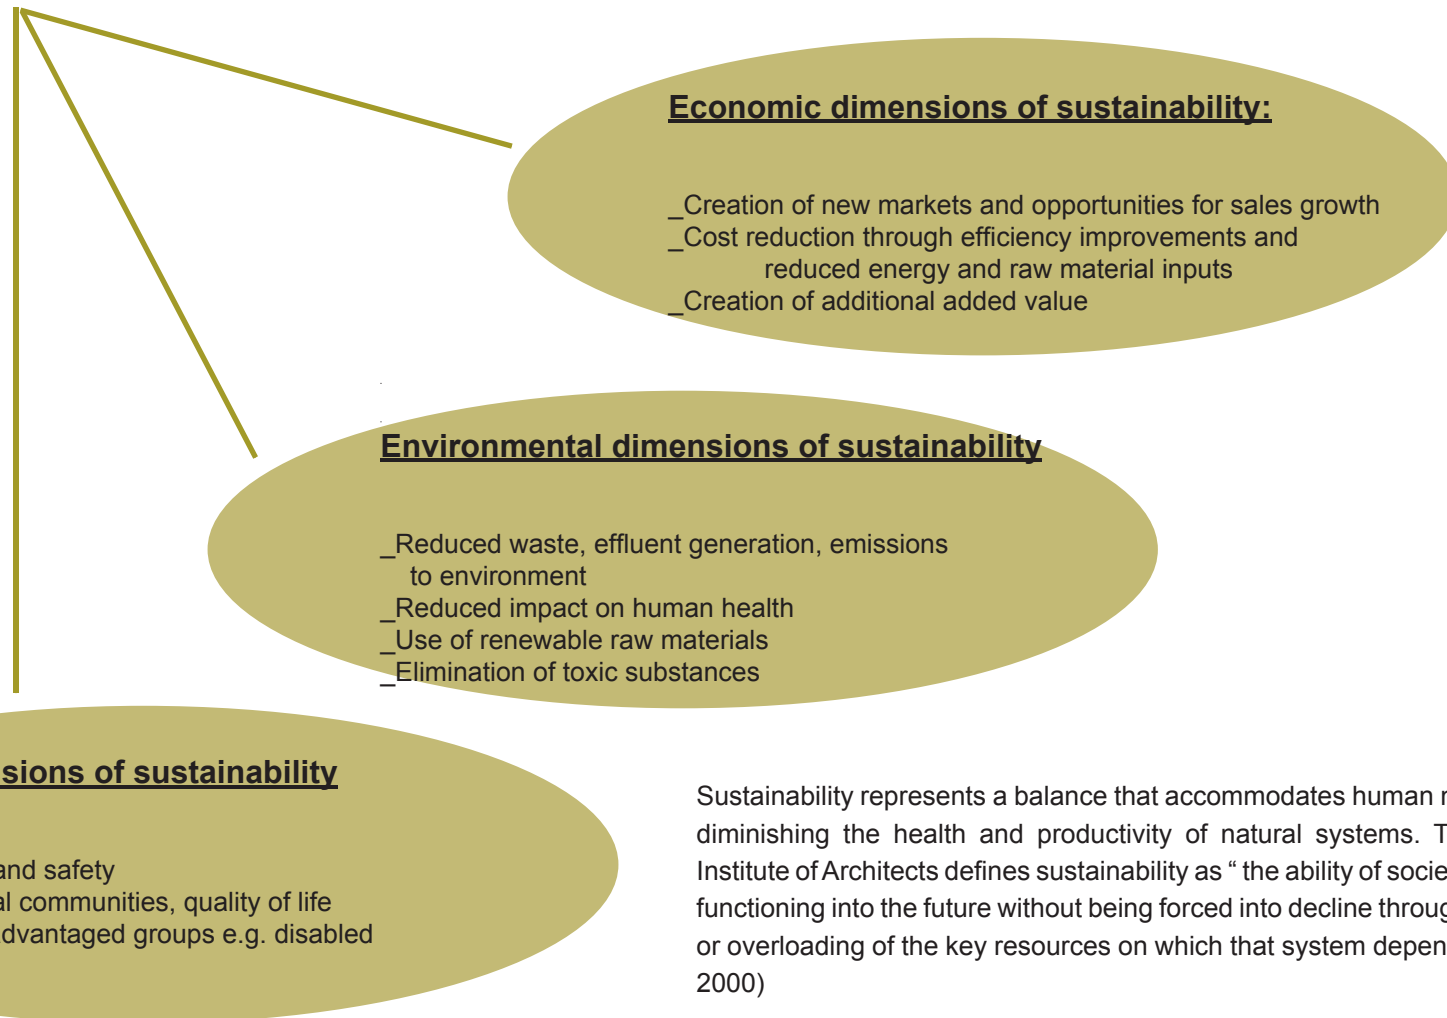 Economic dimensions of sustainability:
_Creation of new markets and opportunities for sales growth
_Cost reduction through efficiency improvements and
reduced energy and raw material inputs
_Creation of additional added value
Environmental dimensions of sustainability
_Reduced waste, effluent generation, emissions
to environment
_Reduced impact on human health
_Use of renewable raw materials
_Elimination of toxic substances
sions of sustainability
and safety
al communities, quality of life
advantaged groups e.g. disabled
Sustainability represents a balance that accommodates human
diminishing the health and productivity of natural systems. T
Institute of Architects defines sustainability as “ the ability of socie
functioning into the future without being forced into decline throug
or overloading of the key resources on which that system depen
2000)